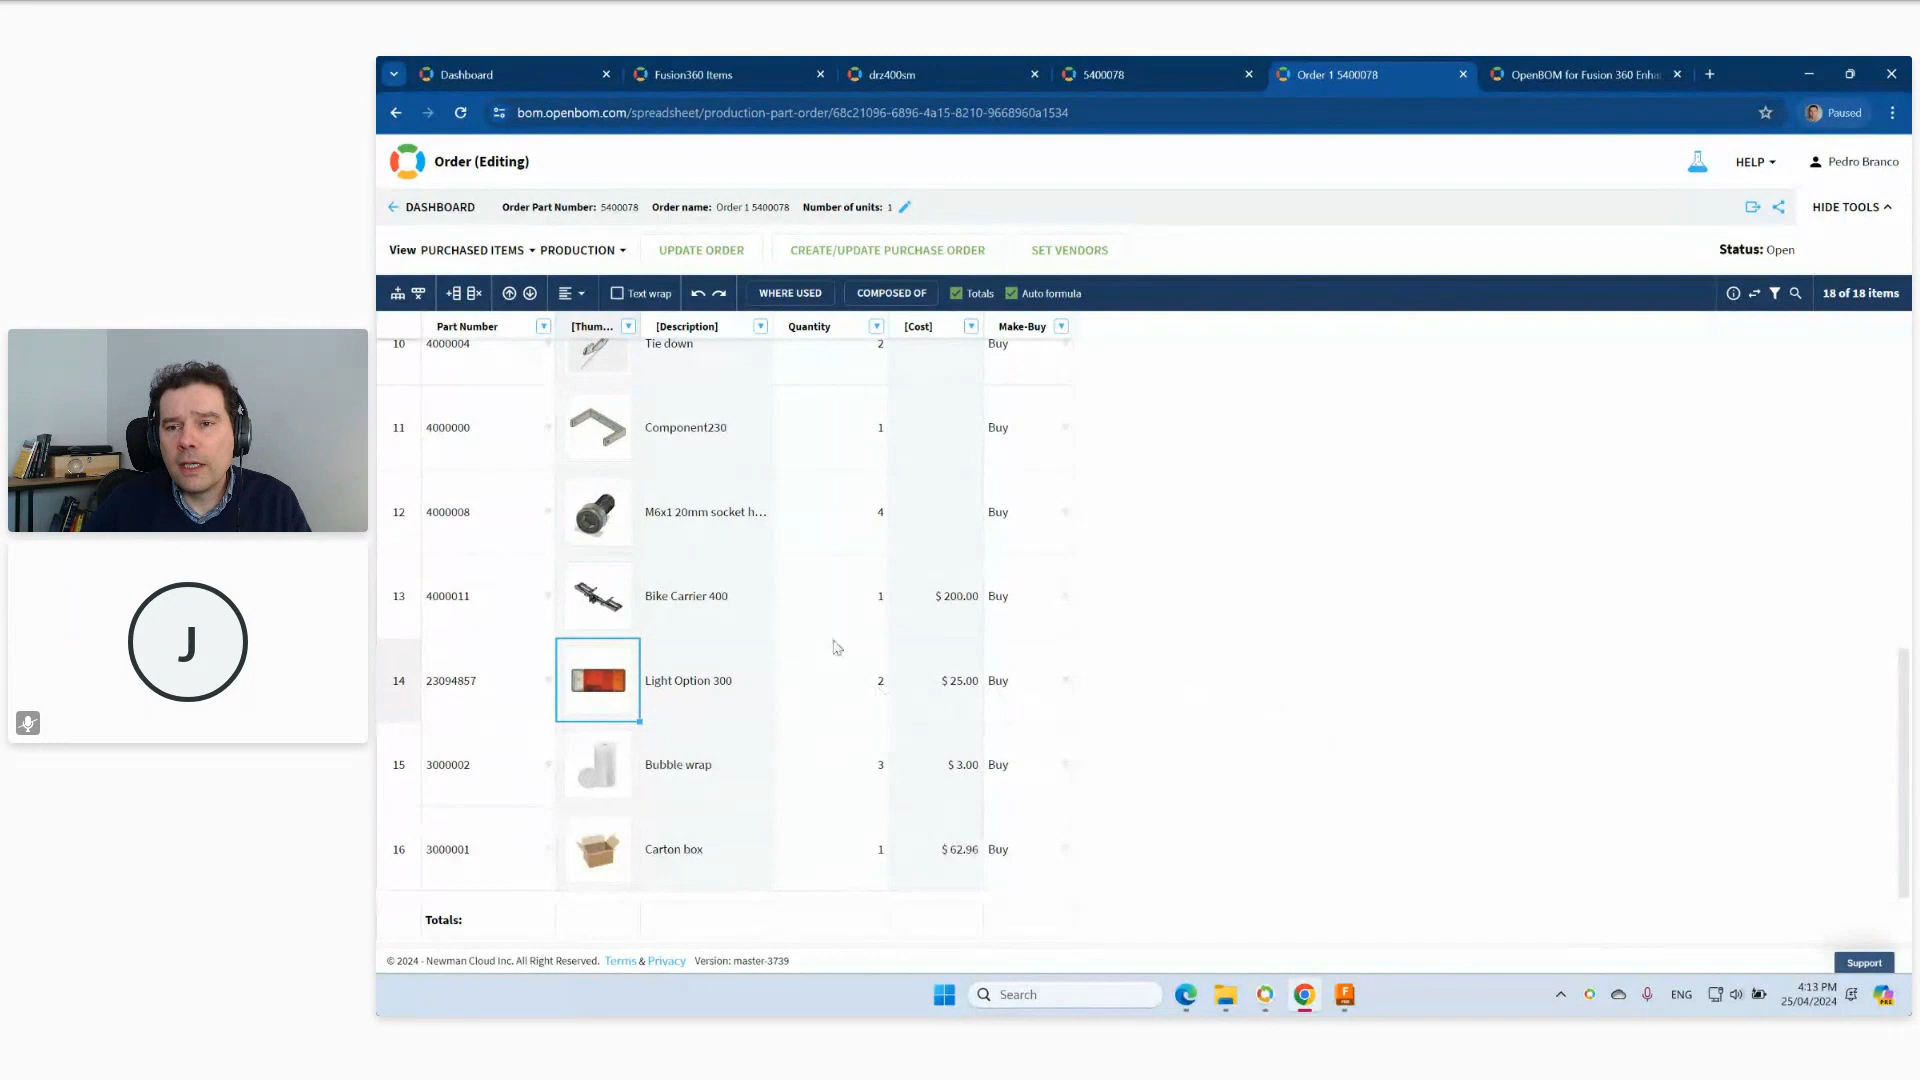 Dashboard
Fusion360 Items
drz400sm
5400078
Order 1 5400078
OpenBOM for Fusion 360 Enha
bom.openbom.com/spreadsheet/production-part-order/68c21096-6896-4a15-8210-9668960a1534
Paused
Order (Editing)
HELP
Pedro Branco
DASHBOARD
Order Part Number: 5400078
Order name: Order 1 5400078
Number of units: 1
HIDE TOOLS
View PURCHASED ITEMS
PRODUCTION
UPDATE ORDER
CREATE/UPDATE PURCHASE ORDER
SET VENDORS
Status: Open
Text wrap
WHERE USED
COMPOSED OF
Totals
Auto formula
18 of 18 items
Part Number [Thum... [Description] Quantity [Cost] Make-Buy
10 4000004 Tie down 2 Buy
11 4000000 Component230 1 Buy
12 4000008 M6x1 20mm socket h... 4 Buy
13 4000011 Bike Carrier 400 1 $ 200.00 Buy
14 23094857 Light Option 300 2 $ 25.00 Buy
15 3000002 Bubble wrap 3 $ 3.00 Buy
16 3000001 Carton box 1 $ 62.96 Buy
Totals:
© 2024 - Newman Cloud Inc. All Right Reserved. Terms & Privacy Version: master-3739
Support
Search
ENG
4:13 PM
25/04/2024
J